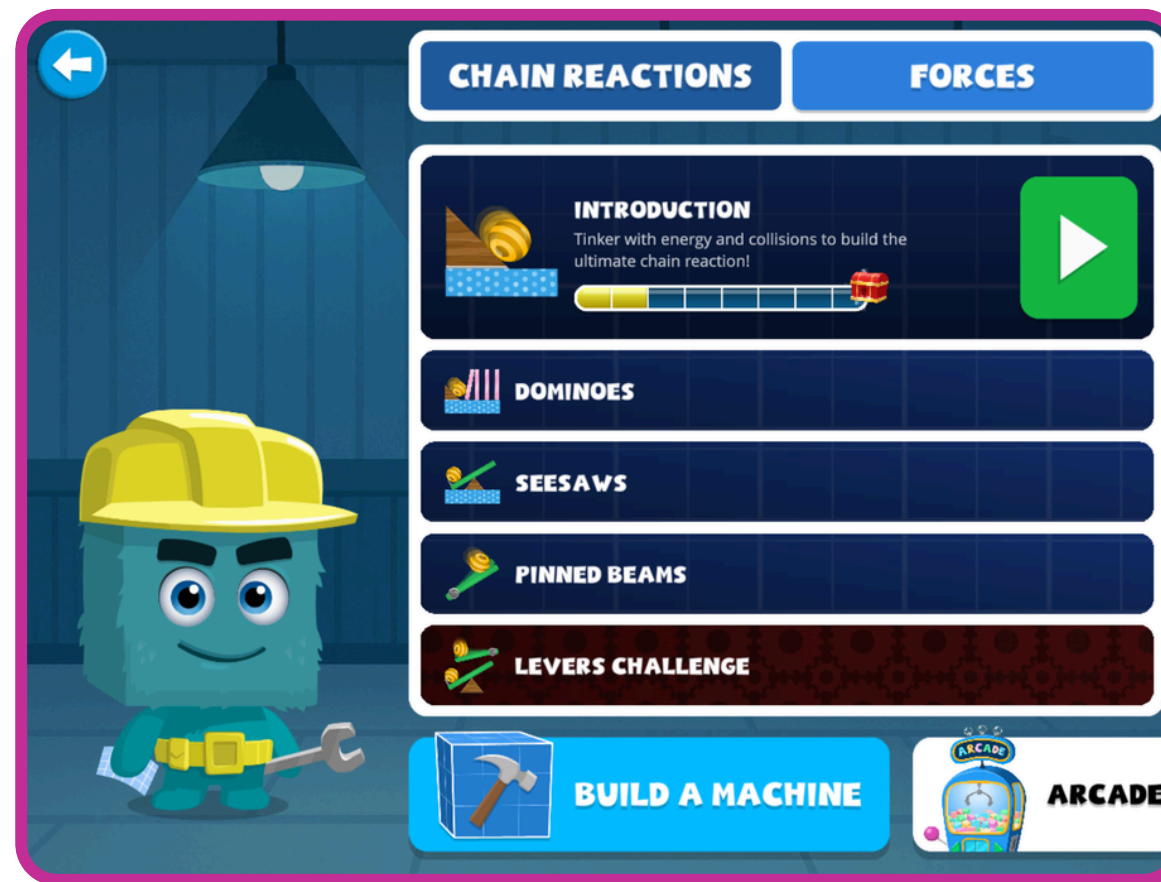 CHAIN REACTIONS
FORCES
INTRODUCTION
Tinker with energy and collisions to build the
ultimate chain reaction!
DOMINOES
SEESAWS
PINNED BEAMS
LEVERS CHALLENGE
BUILD A MACHINE
ARCADE
ARCADE